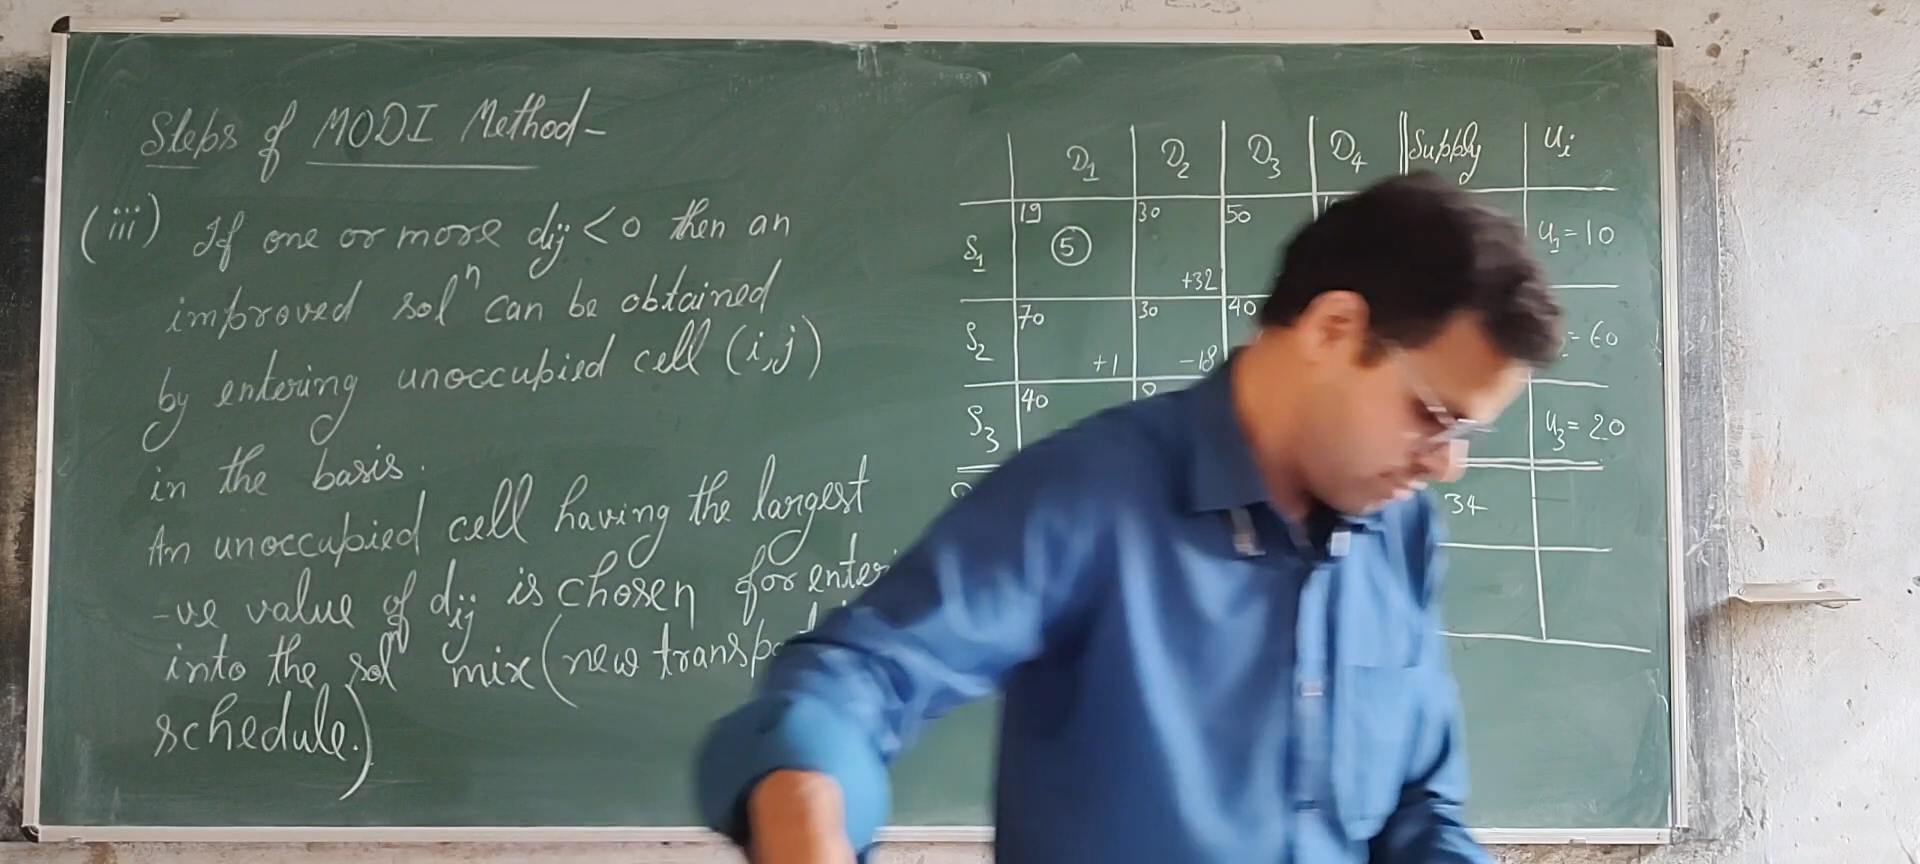 Steps of MODI Method-
(iii) If one or more dij < 0 then an
improved solⁿ can be obtained
by entering unoccupied cell (i,j)
in the basis.
An unoccupied cell having the largest
-ve value of dij is chosen for
into the solⁿ mix (new
schedule.)
D1 D2 D3 D4 Supply ui
S1 19 5 30 +32 50 u1=10
S2 70 +1 30 -18 40 =60
S3 40 u3=20
34